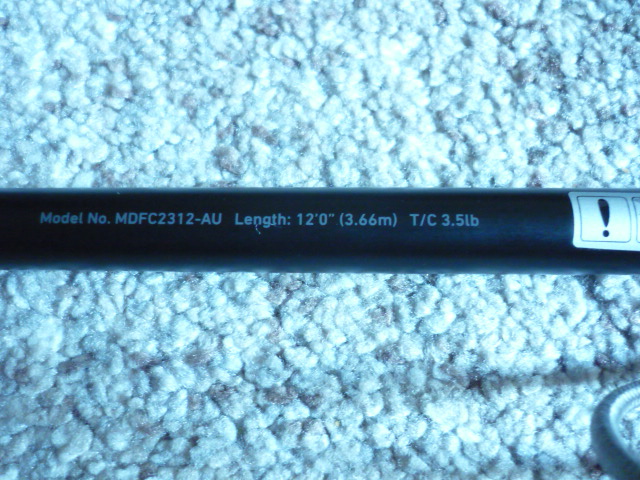 Model No. MDFC2312-AU Length: 12'0" (3.66m) T/C 3.5lb
!